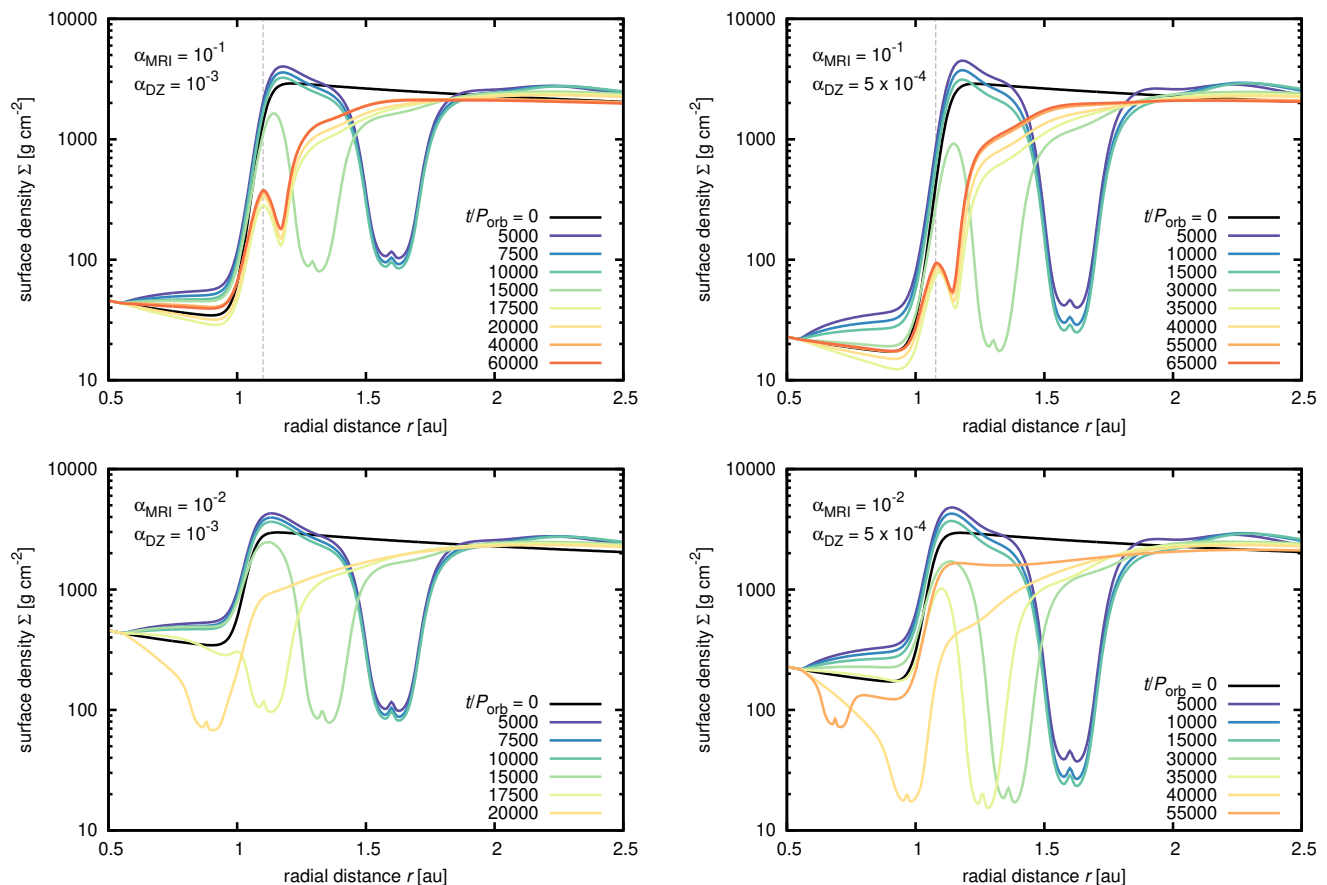 10000
1000
100
10
surface density Σ [g cm⁻²]
α_MRI = 10⁻¹
α_DZ = 10⁻³
t/P_orb = 0
5000
7500
10000
15000
17500
20000
40000
60000
0.5 1 1.5 2 2.5
radial distance r [au]
10000
1000
100
10
surface density Σ [g cm⁻²]
α_MRI = 10⁻¹
α_DZ = 5 x 10⁻⁴
t/P_orb = 0
5000
10000
15000
30000
35000
40000
55000
65000
0.5 1 1.5 2 2.5
radial distance r [au]
10000
1000
100
10
surface density Σ [g cm⁻²]
α_MRI = 10⁻²
α_DZ = 10⁻³
t/P_orb = 0
5000
7500
10000
15000
17500
20000
0.5 1 1.5 2 2.5
radial distance r [au]
10000
1000
100
10
surface density Σ [g cm⁻²]
α_MRI = 10⁻²
α_DZ = 5 x 10⁻⁴
t/P_orb = 0
5000
10000
15000
30000
35000
40000
55000
0.5 1 1.5 2 2.5
radial distance r [au]